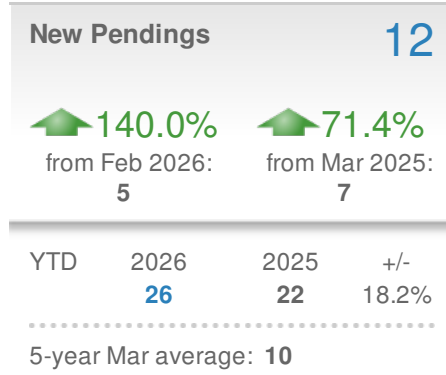 New Pendings 12
140.0% 71.4%
from Feb 2026: from Mar 2025:
5 7
YTD 2026 2025 +/-
26 22 18.2%
5-year Mar average: 10